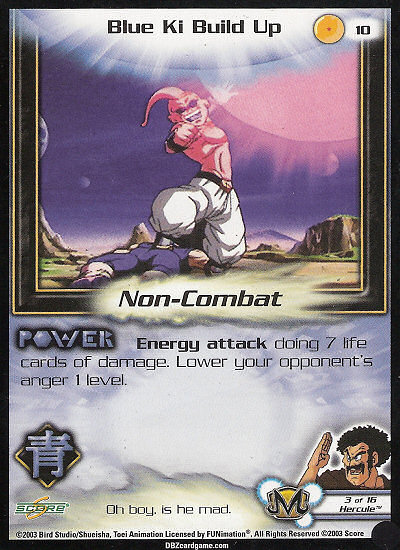 Blue Ki Build Up 10
Non-Combat
POWER Energy attack doing 7 life
cards of damage. Lower your opponent's
anger 1 level.
青
SCORE
Oh boy, is he mad.
M
3 of 16
Hercule™
©2003 Bird Studio/Shueisha, Toei Animation Licensed by FUNimation®. All Rights Reserved ©2003 Score
DBZcardgame.com